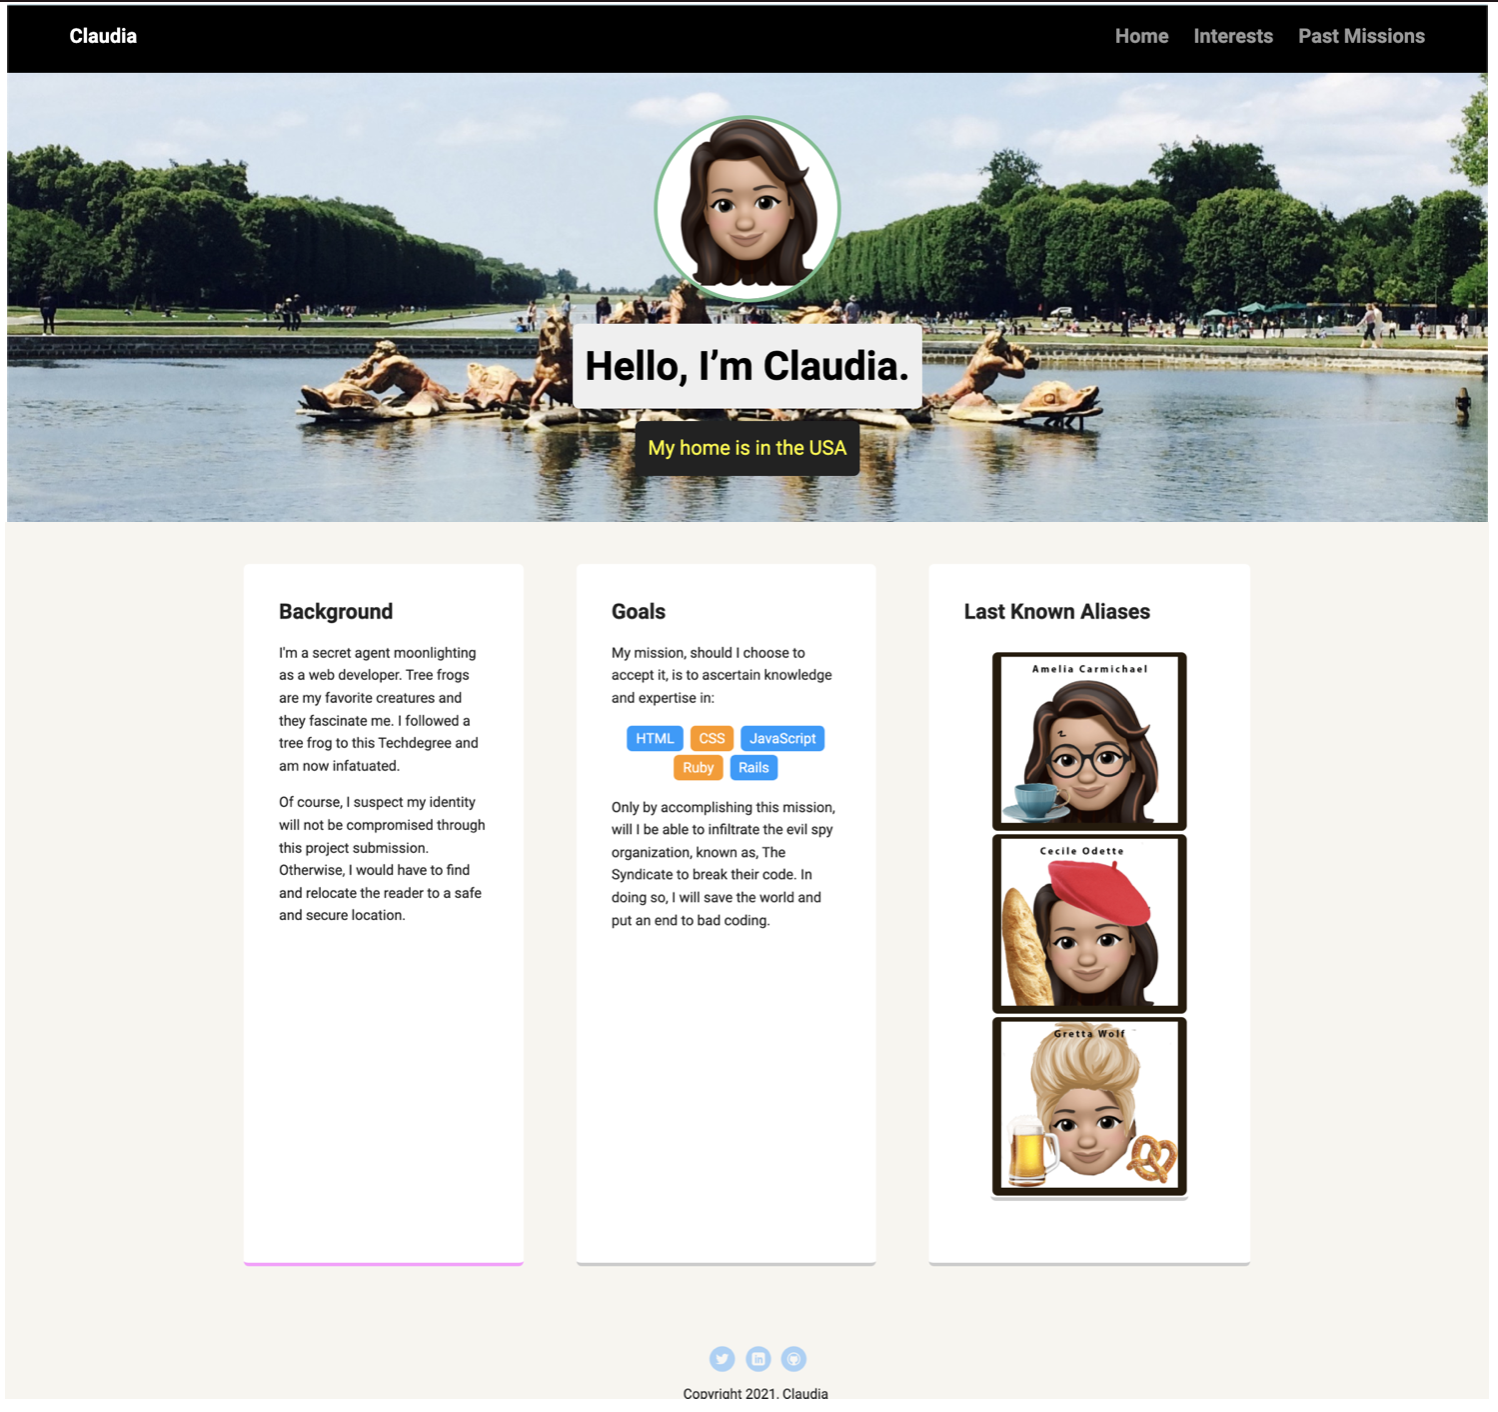 Claudia
Home Interests Past Missions
Hello, I’m Claudia.
My home is in the USA
Background
I'm a secret agent moonlighting
as a web developer. Tree frogs
are my favorite creatures and
they fascinate me. I followed a
tree frog to this Techdegree and
am now infatuated.
Of course, I suspect my identity
will not be compromised through
this project submission.
Otherwise, I would have to find
and relocate the reader to a safe
and secure location.
Goals
My mission, should I choose to
accept it, is to ascertain knowledge
and expertise in:
HTML CSS JavaScript
Ruby Rails
Only by accomplishing this mission,
will I be able to infiltrate the evil spy
organization, known as, The
Syndicate to break their code. In
doing so, I will save the world and
put an end to bad coding.
Last Known Aliases
Amelia Carmichael
Cecile Odette
Gretta Wolf
in
Copyright 2021, Claudia